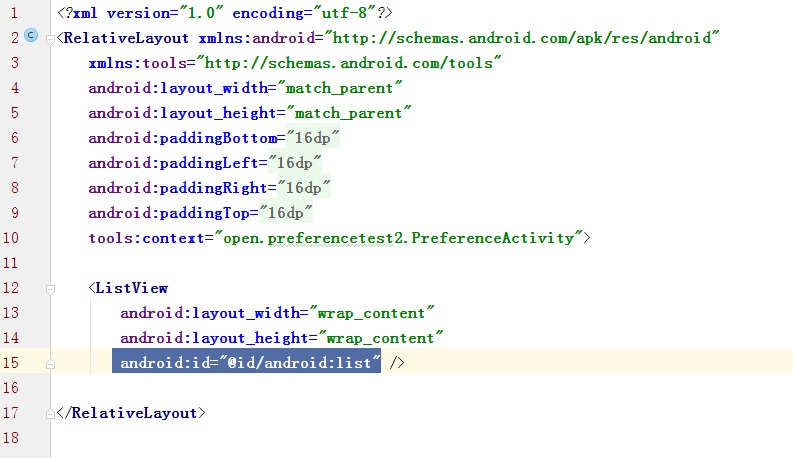 1 <?xml version="1.0" encoding="utf-8"?>
2 C <RelativeLayout xmlns:android="http://schemas.android.com/apk/res/android"
3 xmlns:tools="http://schemas.android.com/tools"
4 android:layout_width="match_parent"
5 android:layout_height="match_parent"
6 android:paddingBottom="16dp"
7 android:paddingLeft="16dp"
8 android:paddingRight="16dp"
9 android:paddingTop="16dp"
10 tools:context="open.preferencetest2.PreferenceActivity">
11
12 <ListView
13 android:layout_width="wrap_content"
14 android:layout_height="wrap_content"
15 android:id="@id/android:list" />
16
17 </RelativeLayout>
18